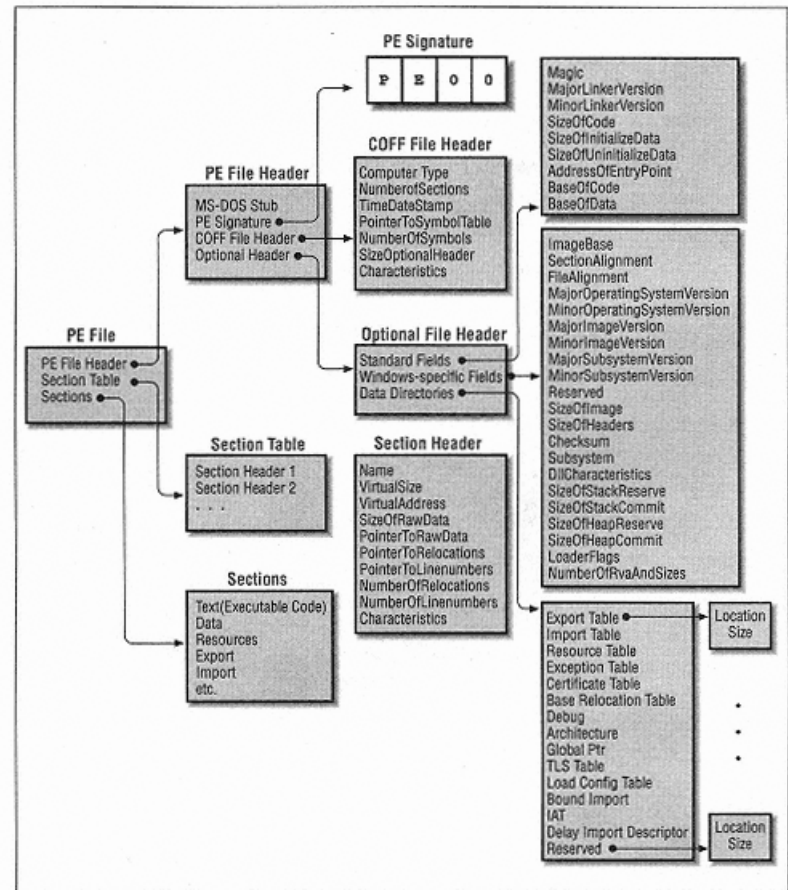 PE Signature
P E 0 0
Magic
MajorLinkerVersion
MinorLinkerVersion
SizeOfCode
SizeOfInitializeData
SizeOfUninitializeData
AddressOfEntryPoint
BaseOfCode
BaseOfData
COFF File Header
Computer Type
NumberofSections
TimeDateStamp
PointerToSymbolTable
NumberOfSymbols
SizeOptionalHeader
Characteristics
PE File Header
MS-DOS Stub
PE Signature
COFF File Header
Optional Header
ImageBase
SectionAlignment
FileAlignment
MajorOperatingSystemVersion
MinorOperatingSystemVersion
MajorImageVersion
MinorImageVersion
MajorSubsystemVersion
MinorSubsystemVersion
Reserved
SizeOfImage
SizeOfHeaders
Checksum
Subsystem
DllCharacteristics
SizeOfStackReserve
SizeOfStackCommit
SizeOfHeapReserve
SizeOfHeapCommit
LoaderFlags
NumberOfRvaAndSizes
Optional File Header
Standard Fields
Windows-specific Fields
Data Directories
PE File
PE File Header
Section Table
Sections
Section Table
Section Header 1
Section Header 2
. . .
Section Header
Name
VirtualSize
VirtualAddress
SizeOfRawData
PointerToRawData
PointerToRelocations
PointerToLinenumbers
NumberOfRelocations
NumberOfLinenumbers
Characteristics
Sections
Text(Executable Code)
Data
Resources
Export
Import
etc.
Export Table
Import Table
Resource Table
Exception Table
Certificate Table
Base Relocation Table
Debug
Architecture
Global Ptr
TLS Table
Load Config Table
Bound Import
IAT
Delay Import Descriptor
Reserved
Location
Size
Location
Size